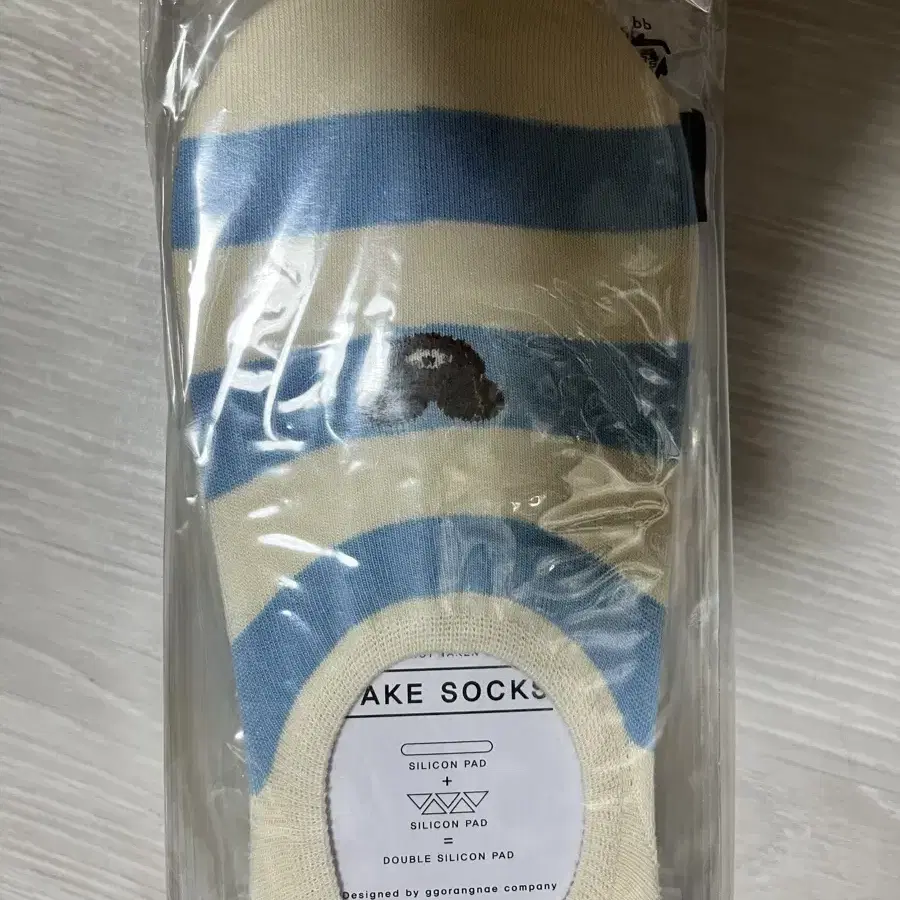 AKE SOCKS
SILICON PAD
+
SILICON PAD
=
DOUBLE SILICON PAD
Designed by ggorangnae company